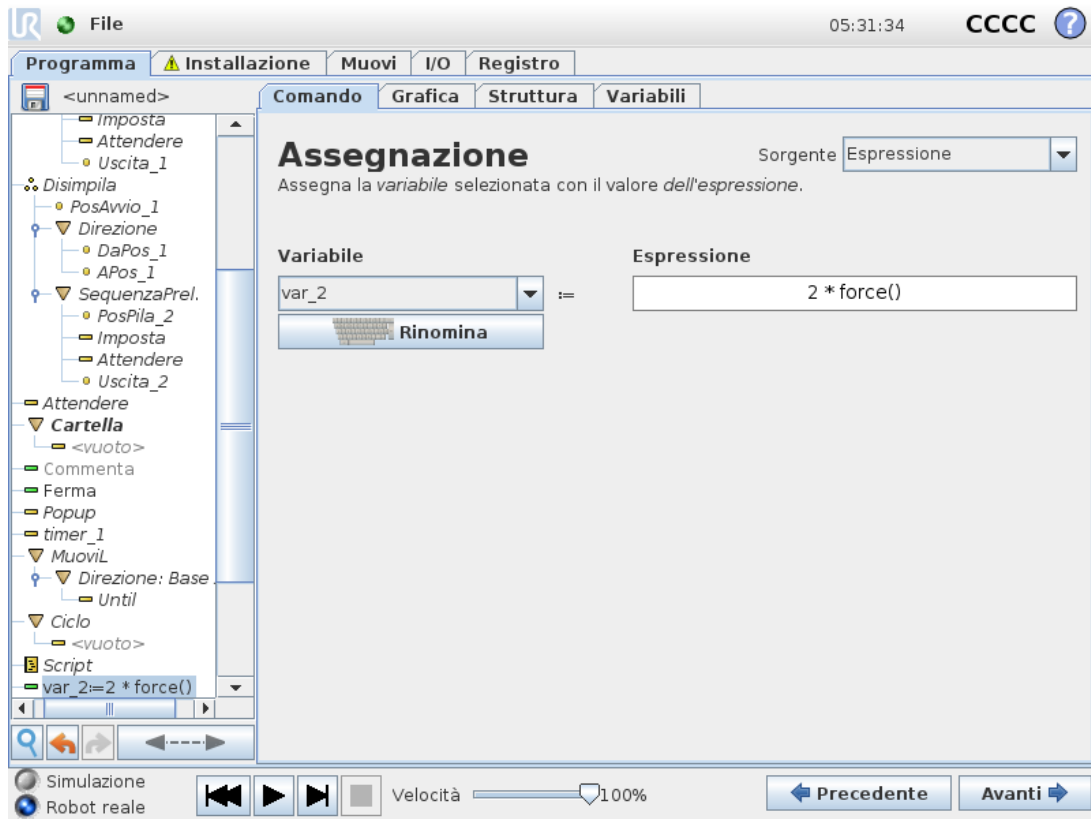 UR File 05:31:34 CCCC ?
Programma Installazione Muovi I/O Registro
<unnamed> Comando Grafica Struttura Variabili
Imposta
Attendere
Uscita_1
Disimpila
PosAvvio_1
Direzione
DaPos_1
APos_1
SequenzaPrel.
PosPila_2
Imposta
Attendere
Uscita_2
Attendere
Cartella
<vuoto>
Commenta
Ferma
Popup
timer_1
MuoviL
Direzione: Base
Until
Ciclo
<vuoto>
Script
var_2:=2 * force()
Assegnazione
Sorgente Espressione
Assegna la variabile selezionata con il valore dell'espressione.
Variabile Espressione
var_2 := 2 * force()
Rinomina
Simulazione
Robot reale
Velocità 100%
Precedente Avanti